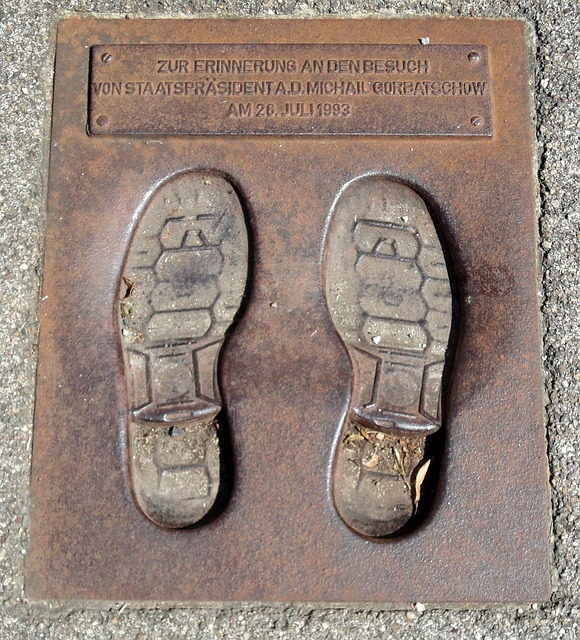 ZUR ERINNERUNG AN DEN BESUCH
VON STAATSPRÄSIDENT A.D. MICHAIL GORBATSCHOW
AM 26. JULI 1993